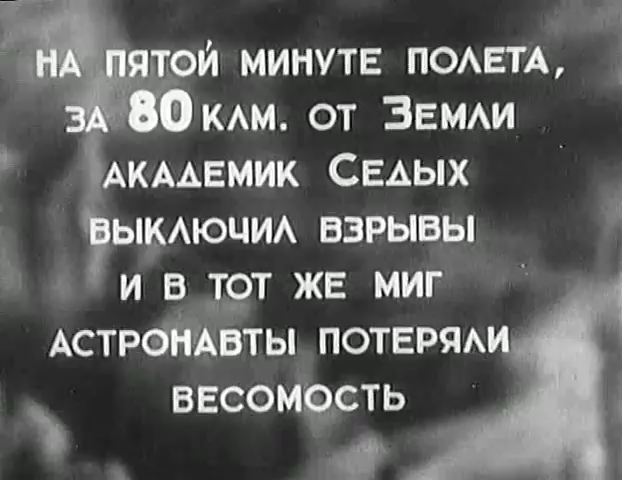 НА ПЯТОЙ МИНУТЕ ПОЛЕТА,
ЗА 80 КЛМ. ОТ ЗЕМЛИ
АКАДЕМИК СЕДЫХ
ВЫКЛЮЧИЛ ВЗРЫВЫ
И В ТОТ ЖЕ МИГ
АСТРОНАВТЫ ПОТЕРЯЛИ
ВЕСОМОСТЬ